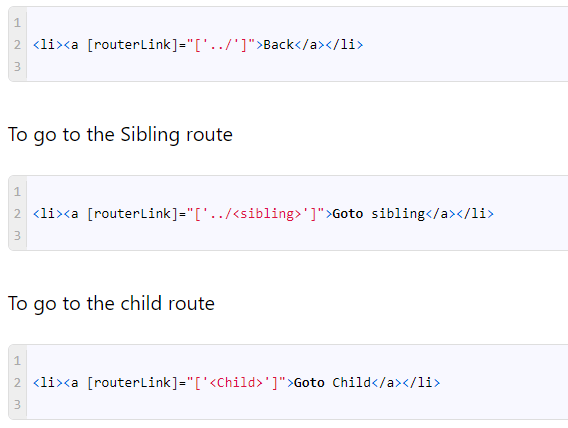 1
2 <li><a [routerLink]="['../']">Back</a></li>
3
To go to the Sibling route
1
2 <li><a [routerLink]="['../<sibling>']">Goto sibling</a></li>
3
To go to the child route
1
2 <li><a [routerLink]="['<Child>']">Goto Child</a></li>
3